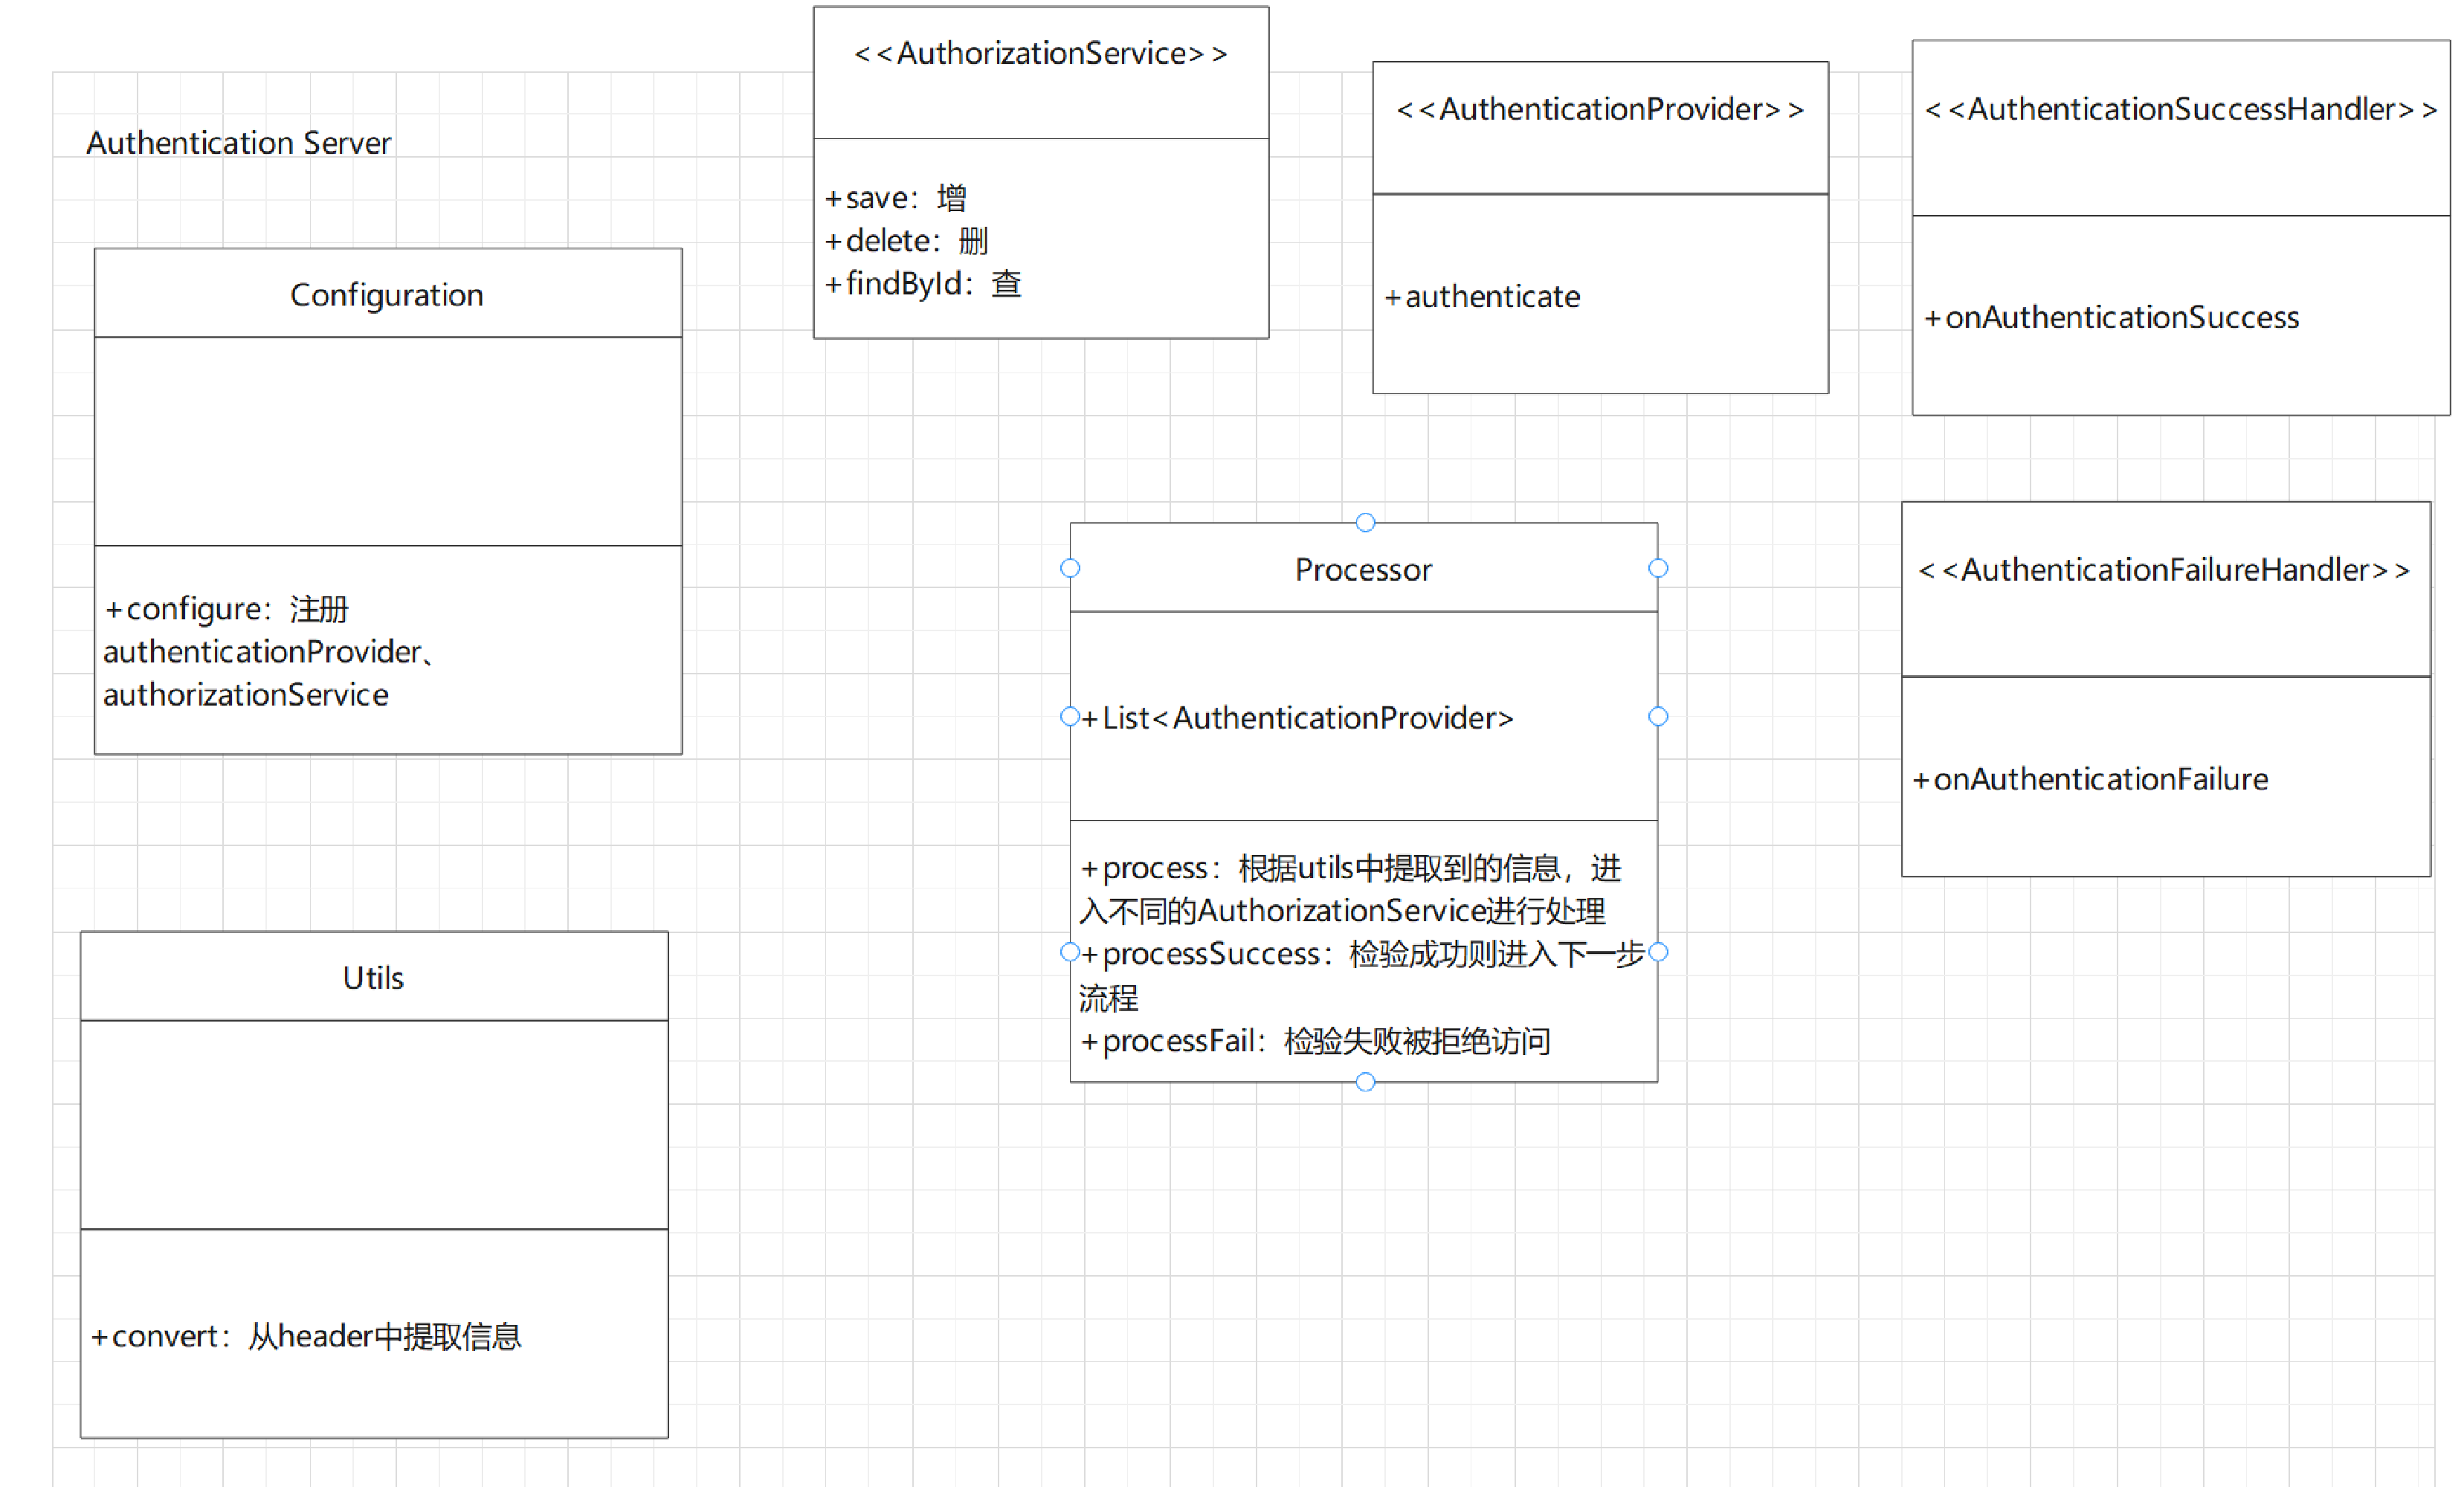 Authentication Server
<<AuthorizationService>>
+save：增
+delete：删
+findById：查
<<AuthenticationProvider>>
+authenticate
<<AuthenticationSuccessHandler>>
+onAuthenticationSuccess
Configuration
+configure：注册
authenticationProvider、
authorizationService
Processor
+List<AuthenticationProvider>
+process：根据utils中提取到的信息，进
入不同的AuthorizationService进行处理
+processSuccess：检验成功则进入下一步
流程
+processFail：检验失败被拒绝访问
<<AuthenticationFailureHandler>>
+onAuthenticationFailure
Utils
+convert：从header中提取信息